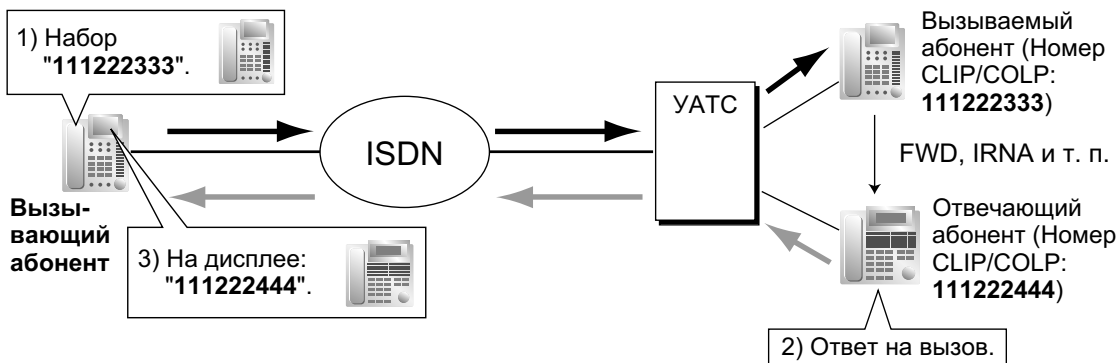 1) Набор
"111222333".
Вызы-
вающий
абонент
3) На дисплее:
"111222444".
ISDN
УАТС
Вызываемый
абонент (Номер
CLIP/COLP:
111222333)
FWD, IRNA и т. п.
Отвечающий
абонент (Номер
CLIP/COLP:
111222444)
2) Ответ на вызов.